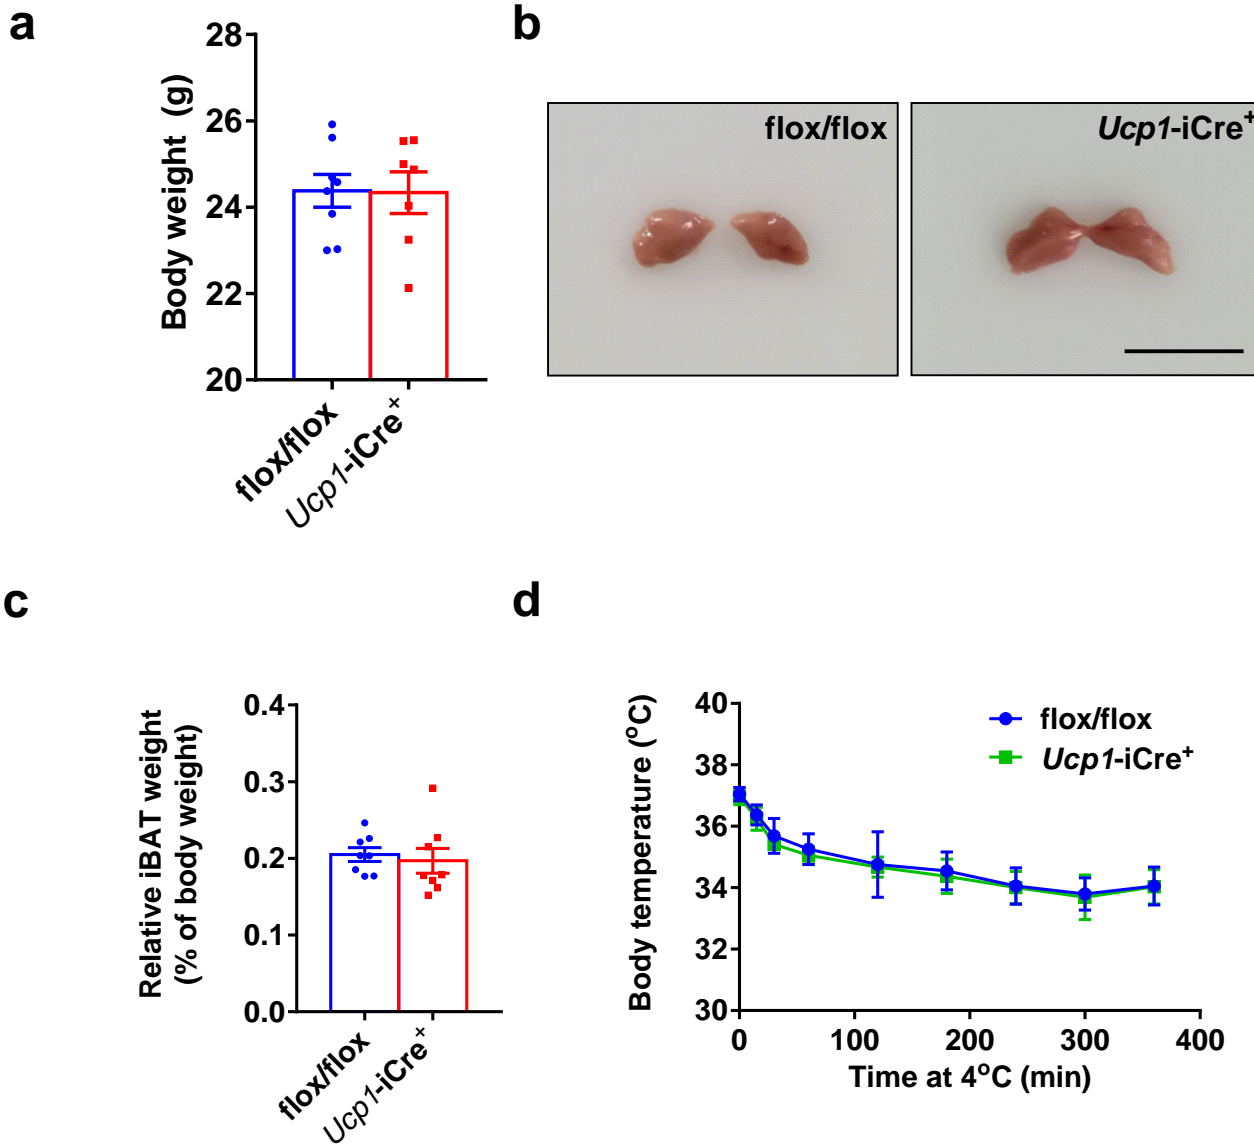 a
Body weight (g)
28
26
24
22
20
flox/flox
Ucp1-iCre⁺
b
flox/flox
Ucp1-iCre⁺
c
Relative iBAT weight
(% of body weight)
0.4
0.3
0.2
0.1
0.0
flox/flox
Ucp1-iCre⁺
d
Body temperature (°C)
40
38
36
34
32
30
0 100 200 300 400
Time at 4°C (min)
flox/flox
Ucp1-iCre⁺